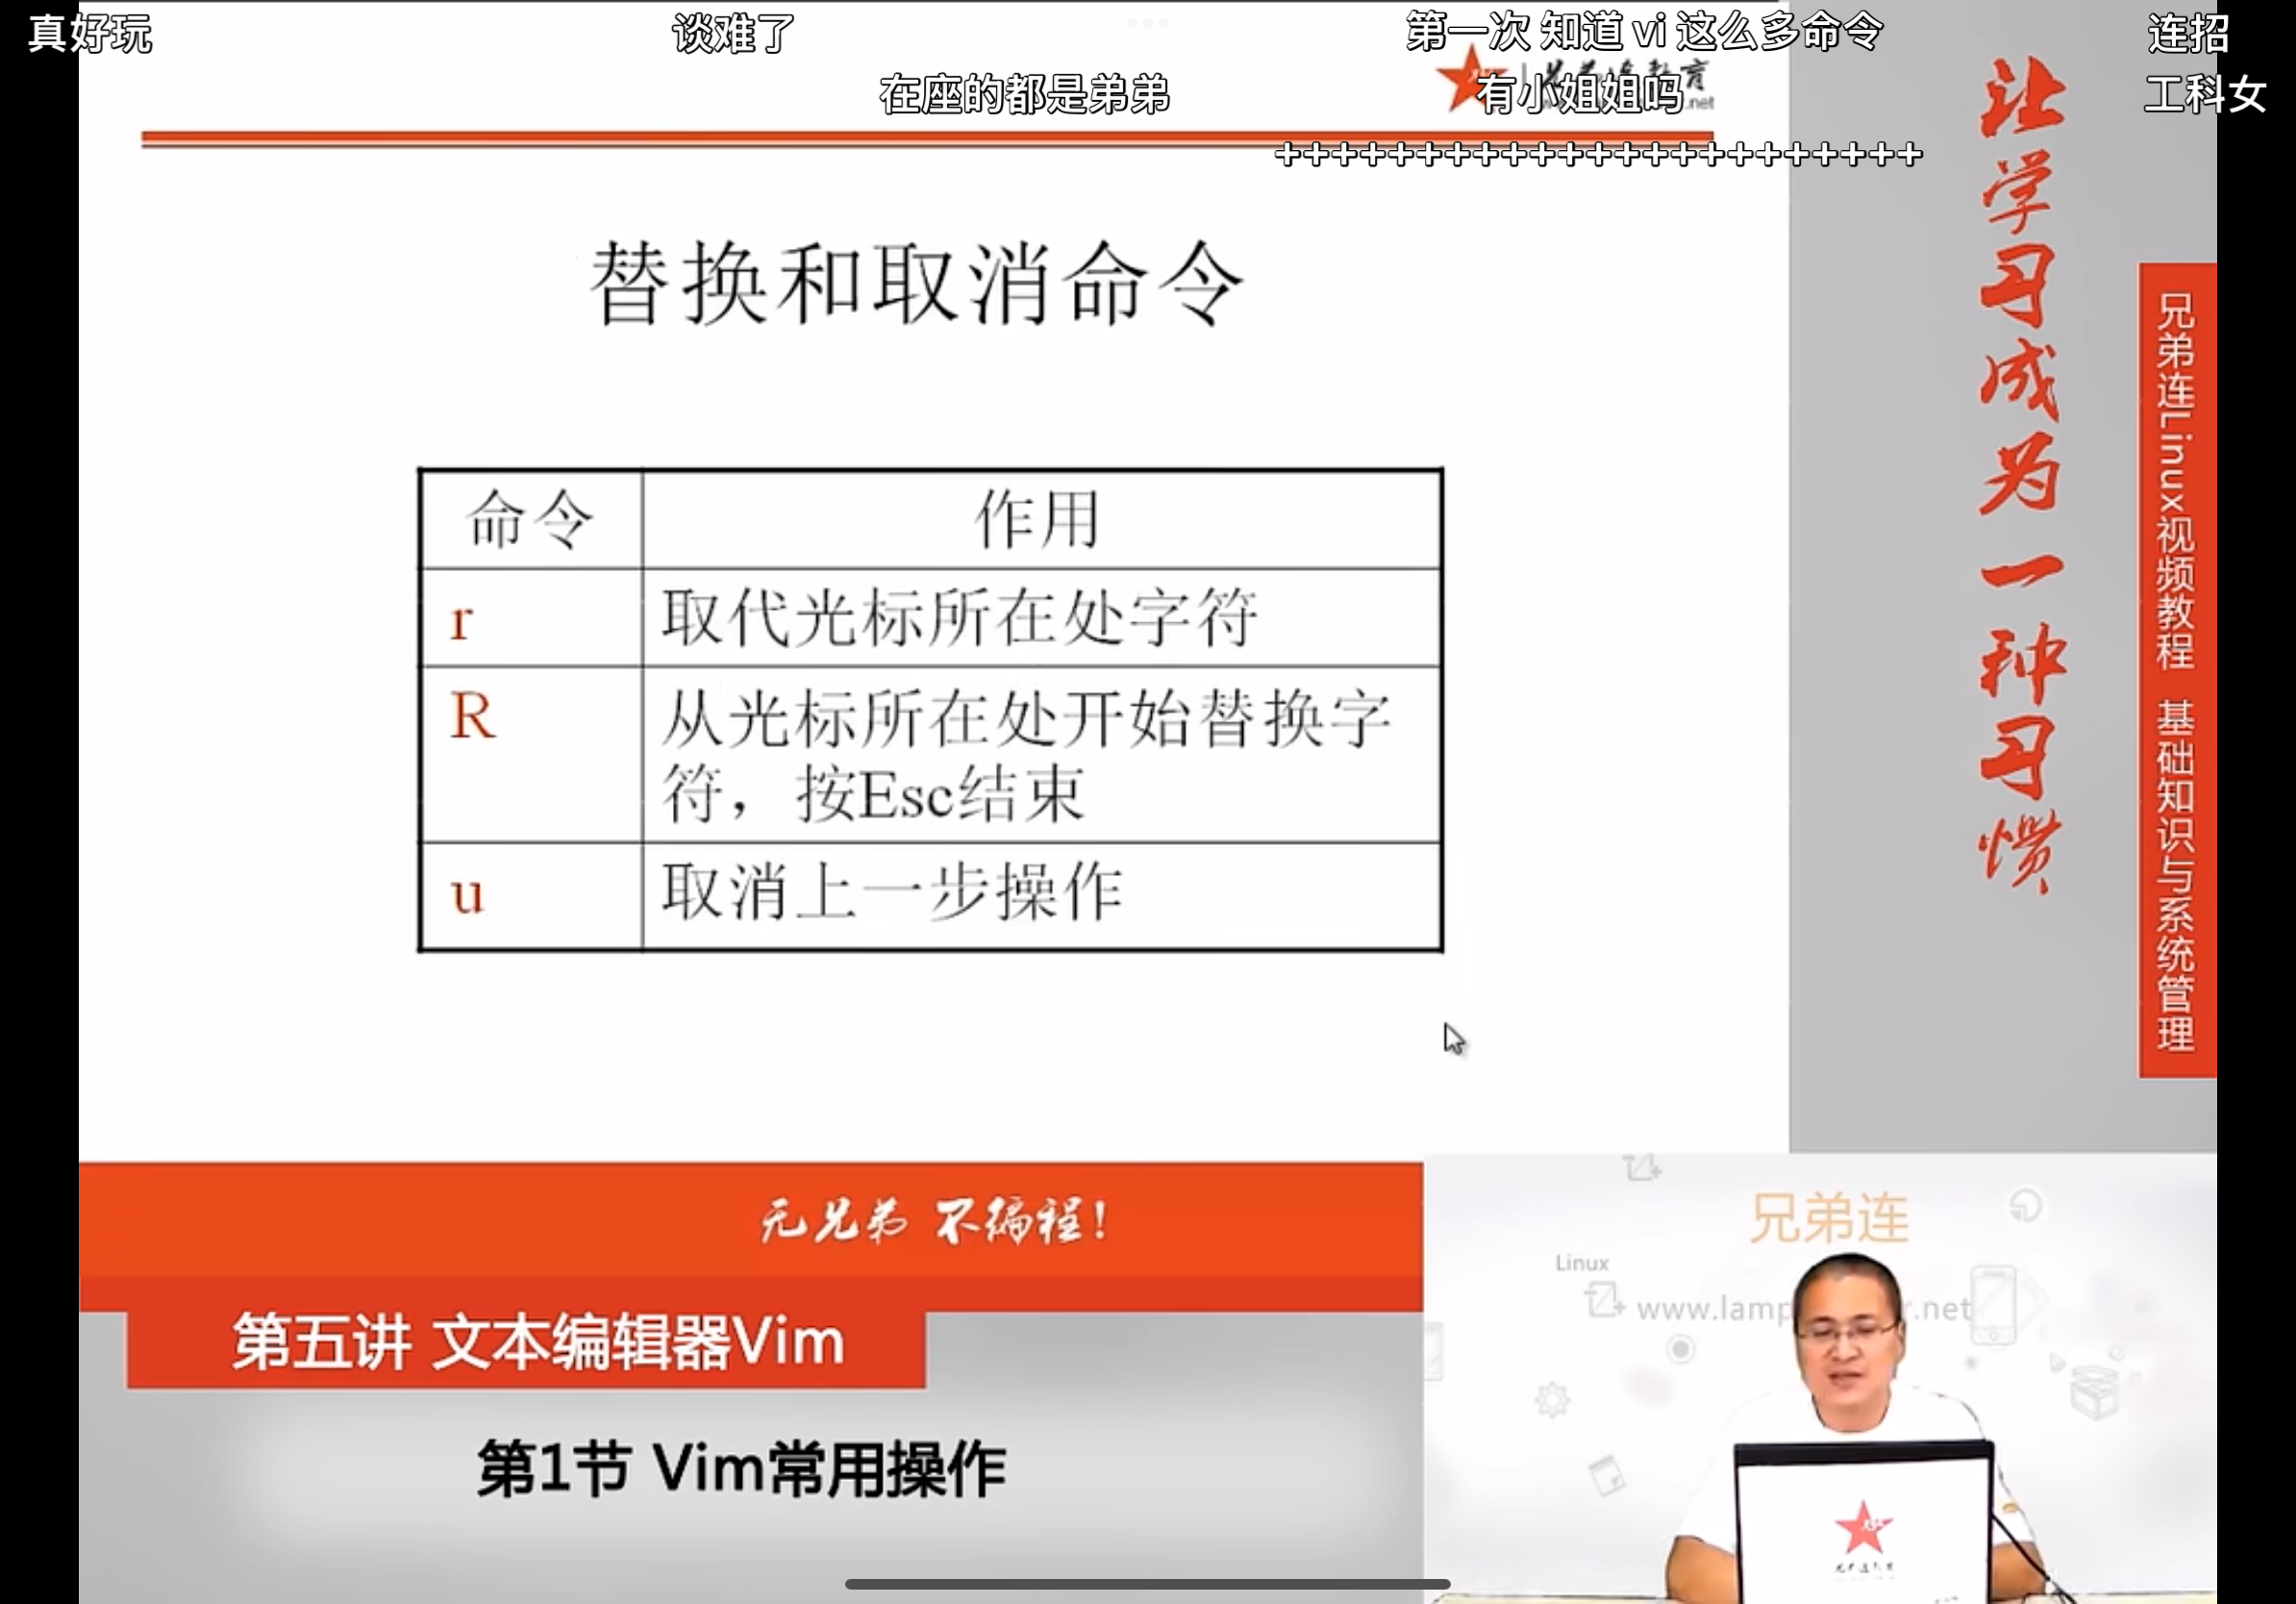 真好玩
谈难了
第一次 知道 vi 这么多命令
连招
在座的都是弟弟
有小姐姐吗
工科女
+++++++++++++++++++++++
替换和取消命令
命令 作用
r 取代光标所在处字符
R 从光标所在处开始替换字
符，按Esc结束
u 取消上一步操作
让学习成为一种习惯
兄弟连Linux视频教程 基础知识与系统管理
无兄弟 不编程！
第五讲 文本编辑器Vim
第1节 Vim常用操作
兄弟连
Linux